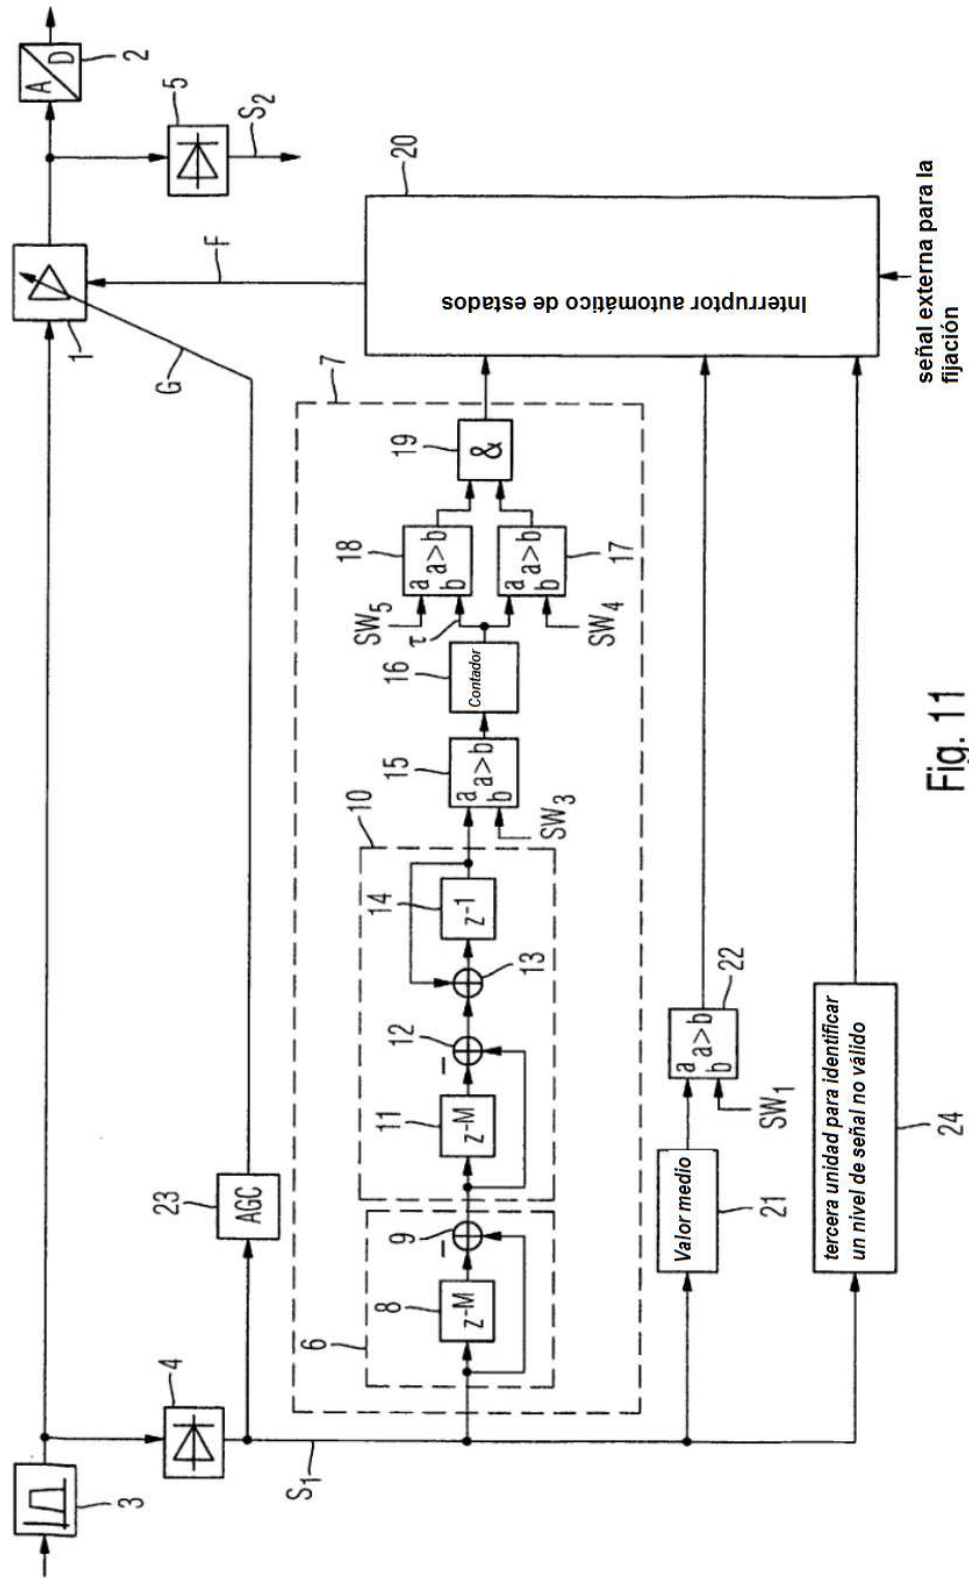 3
4
S1
23
AGC
G
1
F
5
S2
A
D
2
6
8
z-M
9
–
10
11
z-M
12
–
13
14
z-1
15
a
a>b
b
SW3
16
Contador
τ
SW5
18
a
a>b
b
SW4
17
a
a>b
b
19
&
7
20
Interruptor automático de estados
señal externa para la
fijación
Valor medio
21
22
a
a>b
b
SW1
tercera unidad para identificar
un nivel de señal no válido
24
Fig. 11